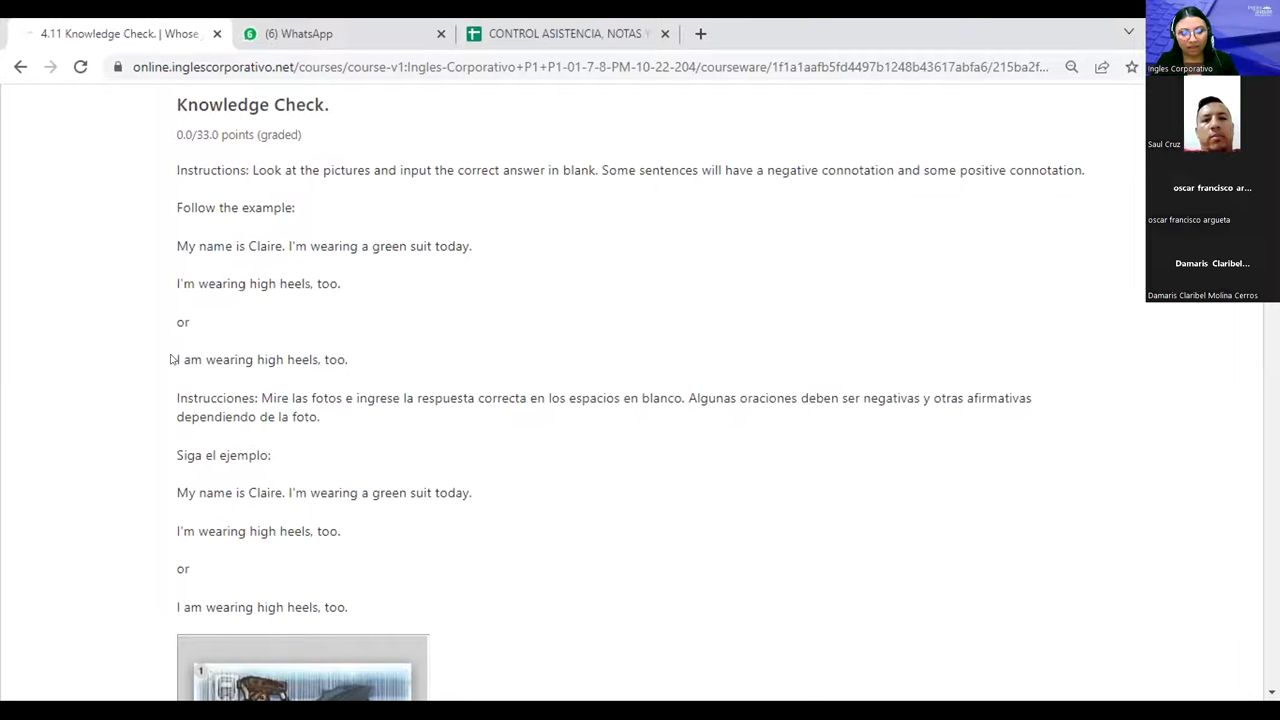 4.11 Knowledge Check. | Whose
6 (6) WhatsApp
CONTROL ASISTENCIA, NOTAS Y
online.inglescorporativo.net/courses/course-v1:Ingles-Corporativo+P1+P1-01-7-8-PM-10-22-204/courseware/1f1a1aafb5fd4497b1248b43617abfa6/215ba2f...
Ingles Corporativo
Saul Cruz
oscar francisco ar...
oscar francisco argueta
Damaris Claribel...
Damaris Claribel Molina Cerros
Knowledge Check.
0.0/33.0 points (graded)
Instructions: Look at the pictures and input the correct answer in blank. Some sentences will have a negative connotation and some positive connotation.
Follow the example:
My name is Claire. I'm wearing a green suit today.
I'm wearing high heels, too.
or
I am wearing high heels, too.
Instrucciones: Mire las fotos e ingrese la respuesta correcta en los espacios en blanco. Algunas oraciones deben ser negativas y otras afirmativas
dependiendo de la foto.
Siga el ejemplo:
My name is Claire. I'm wearing a green suit today.
I'm wearing high heels, too.
or
I am wearing high heels, too.
1